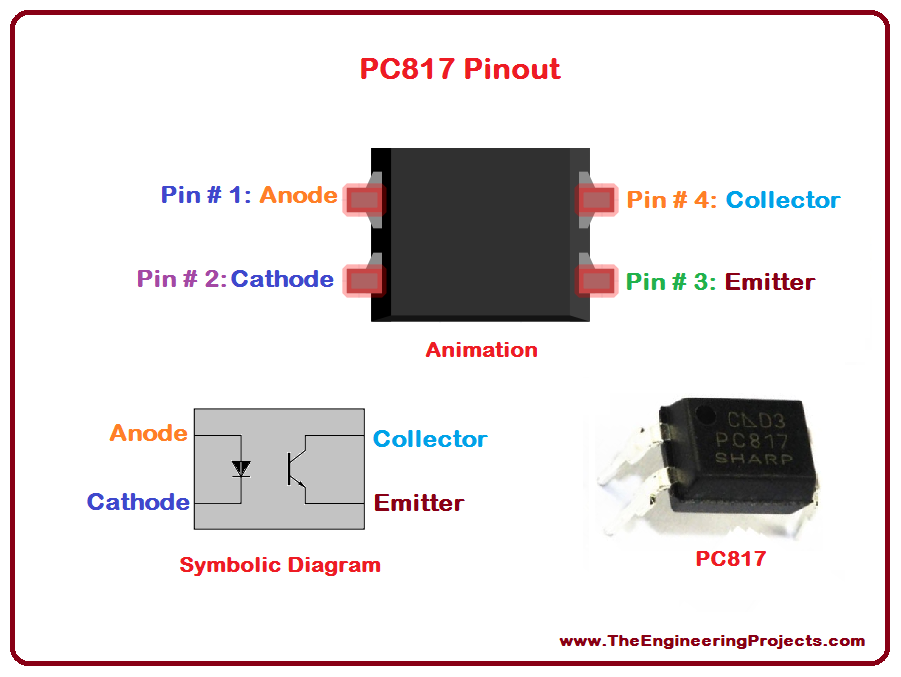 PC817 Pinout
Pin # 1: Anode
Pin # 4: Collector
Pin # 2: Cathode
Pin # 3: Emitter
Animation
Anode
Collector
Cathode
Emitter
Symbolic Diagram
D3
PC817
SHARP
PC817
www.TheEngineeringProjects.com